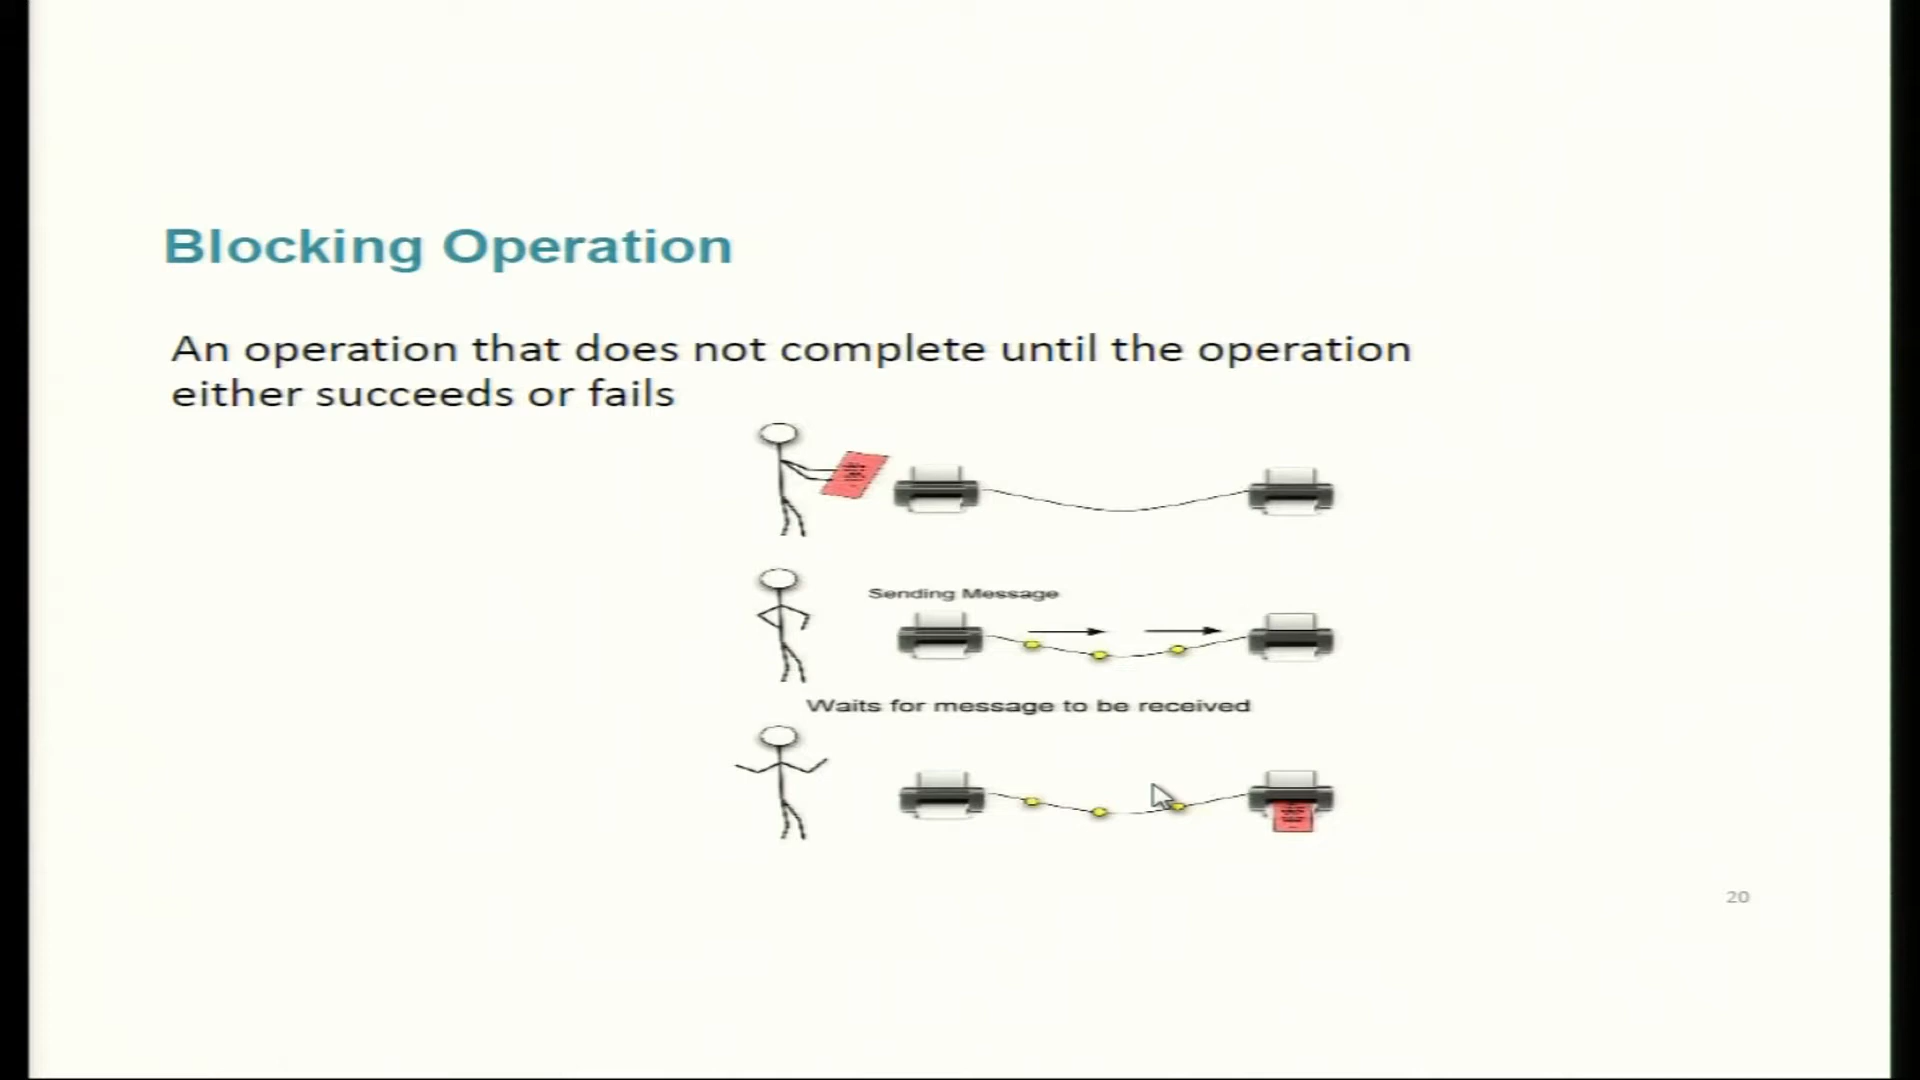 Blocking Operation
An operation that does not complete until the operation
either succeeds or fails
Sending Message
Waits for message to be received
20